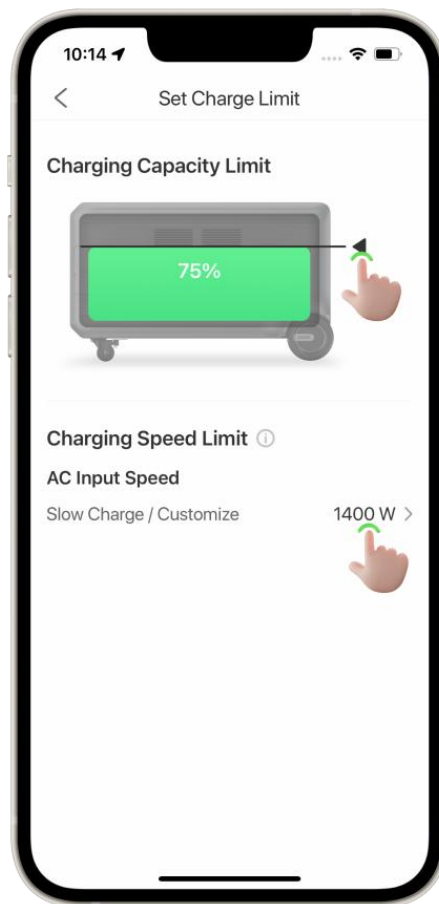 10:14
Set Charge Limit
Charging Capacity Limit
75%
Charging Speed Limit
AC Input Speed
Slow Charge / Customize 1400 W >